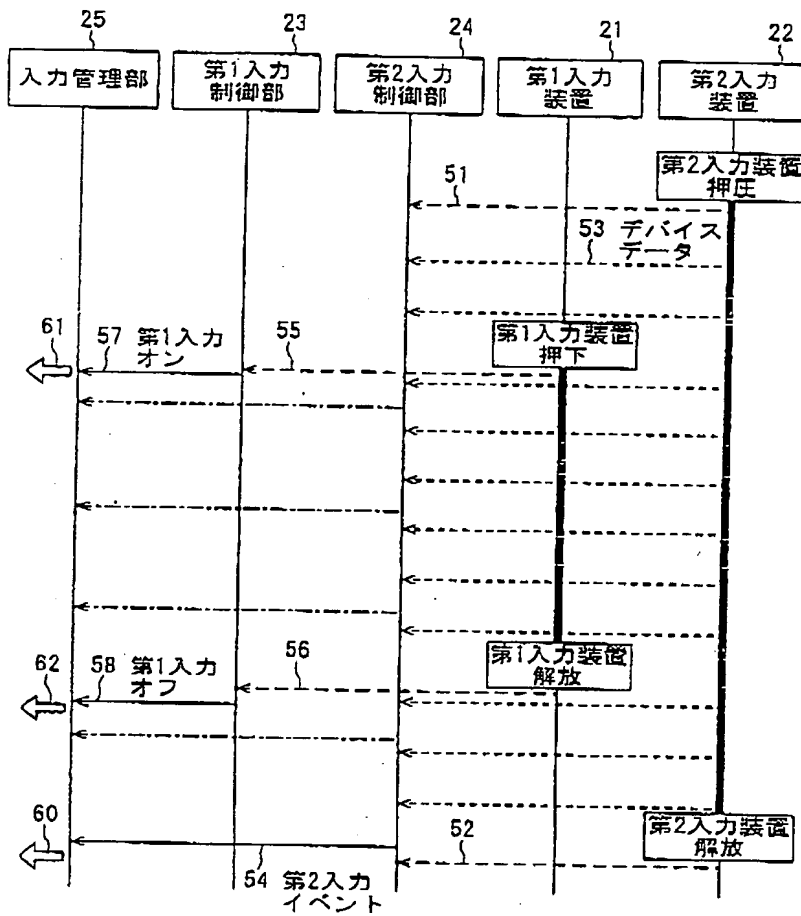 25
23
24
21
22
入力管理部
第1入力
制御部
第2入力
制御部
第1入力
装置
第2入力
装置
第2入力装置
押圧
51
53 デバイス
データ
61
57 第1入力
オン
55
第1入力装置
押下
62
58 第1入力
オフ
56
第1入力装置
解放
60
52
第2入力装置
解放
54 第2入力
イベント